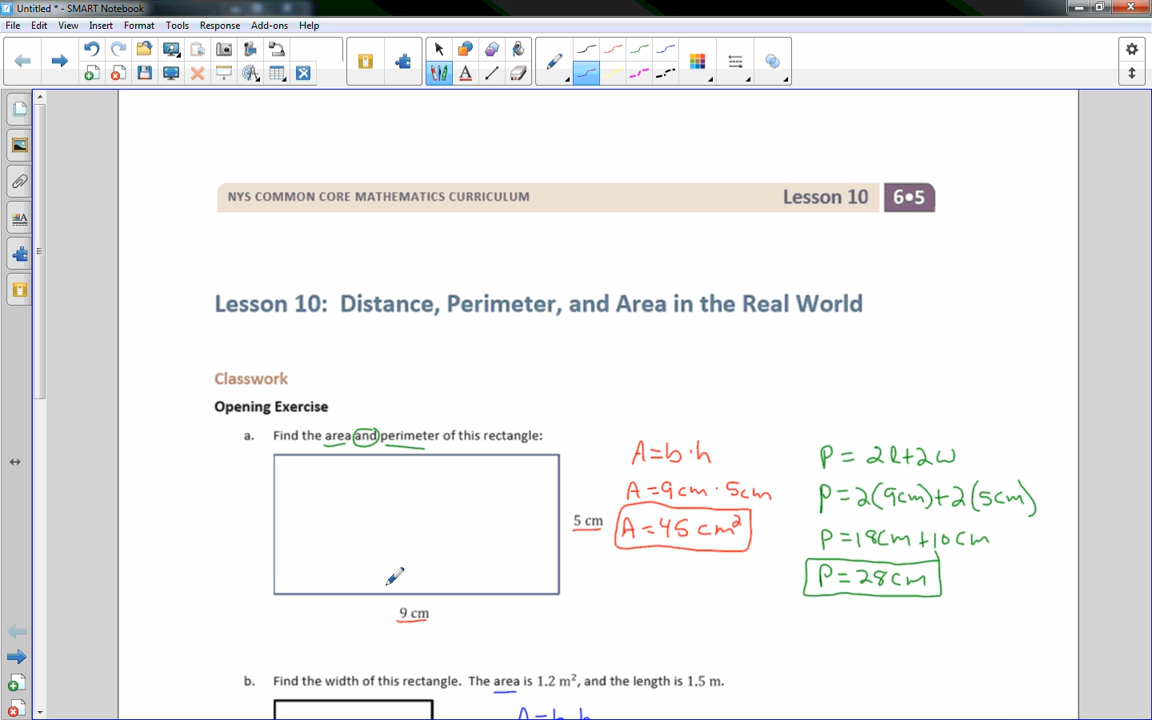 Untitled * - SMART Notebook
File Edit View Insert Format Tools Response Add-ons Help
NYS COMMON CORE MATHEMATICS CURRICULUM Lesson 10 6•5
Lesson 10: Distance, Perimeter, and Area in the Real World
Classwork
Opening Exercise
a. Find the area and perimeter of this rectangle:
A=b·h
P = 2l+2w
A=9cm·5cm
P=2(9cm)+2(5cm)
5 cm
A=45cm²
P=18cm+10cm
P=28cm
9 cm
b. Find the width of this rectangle. The area is 1.2 m², and the length is 1.5 m.
A=b·h